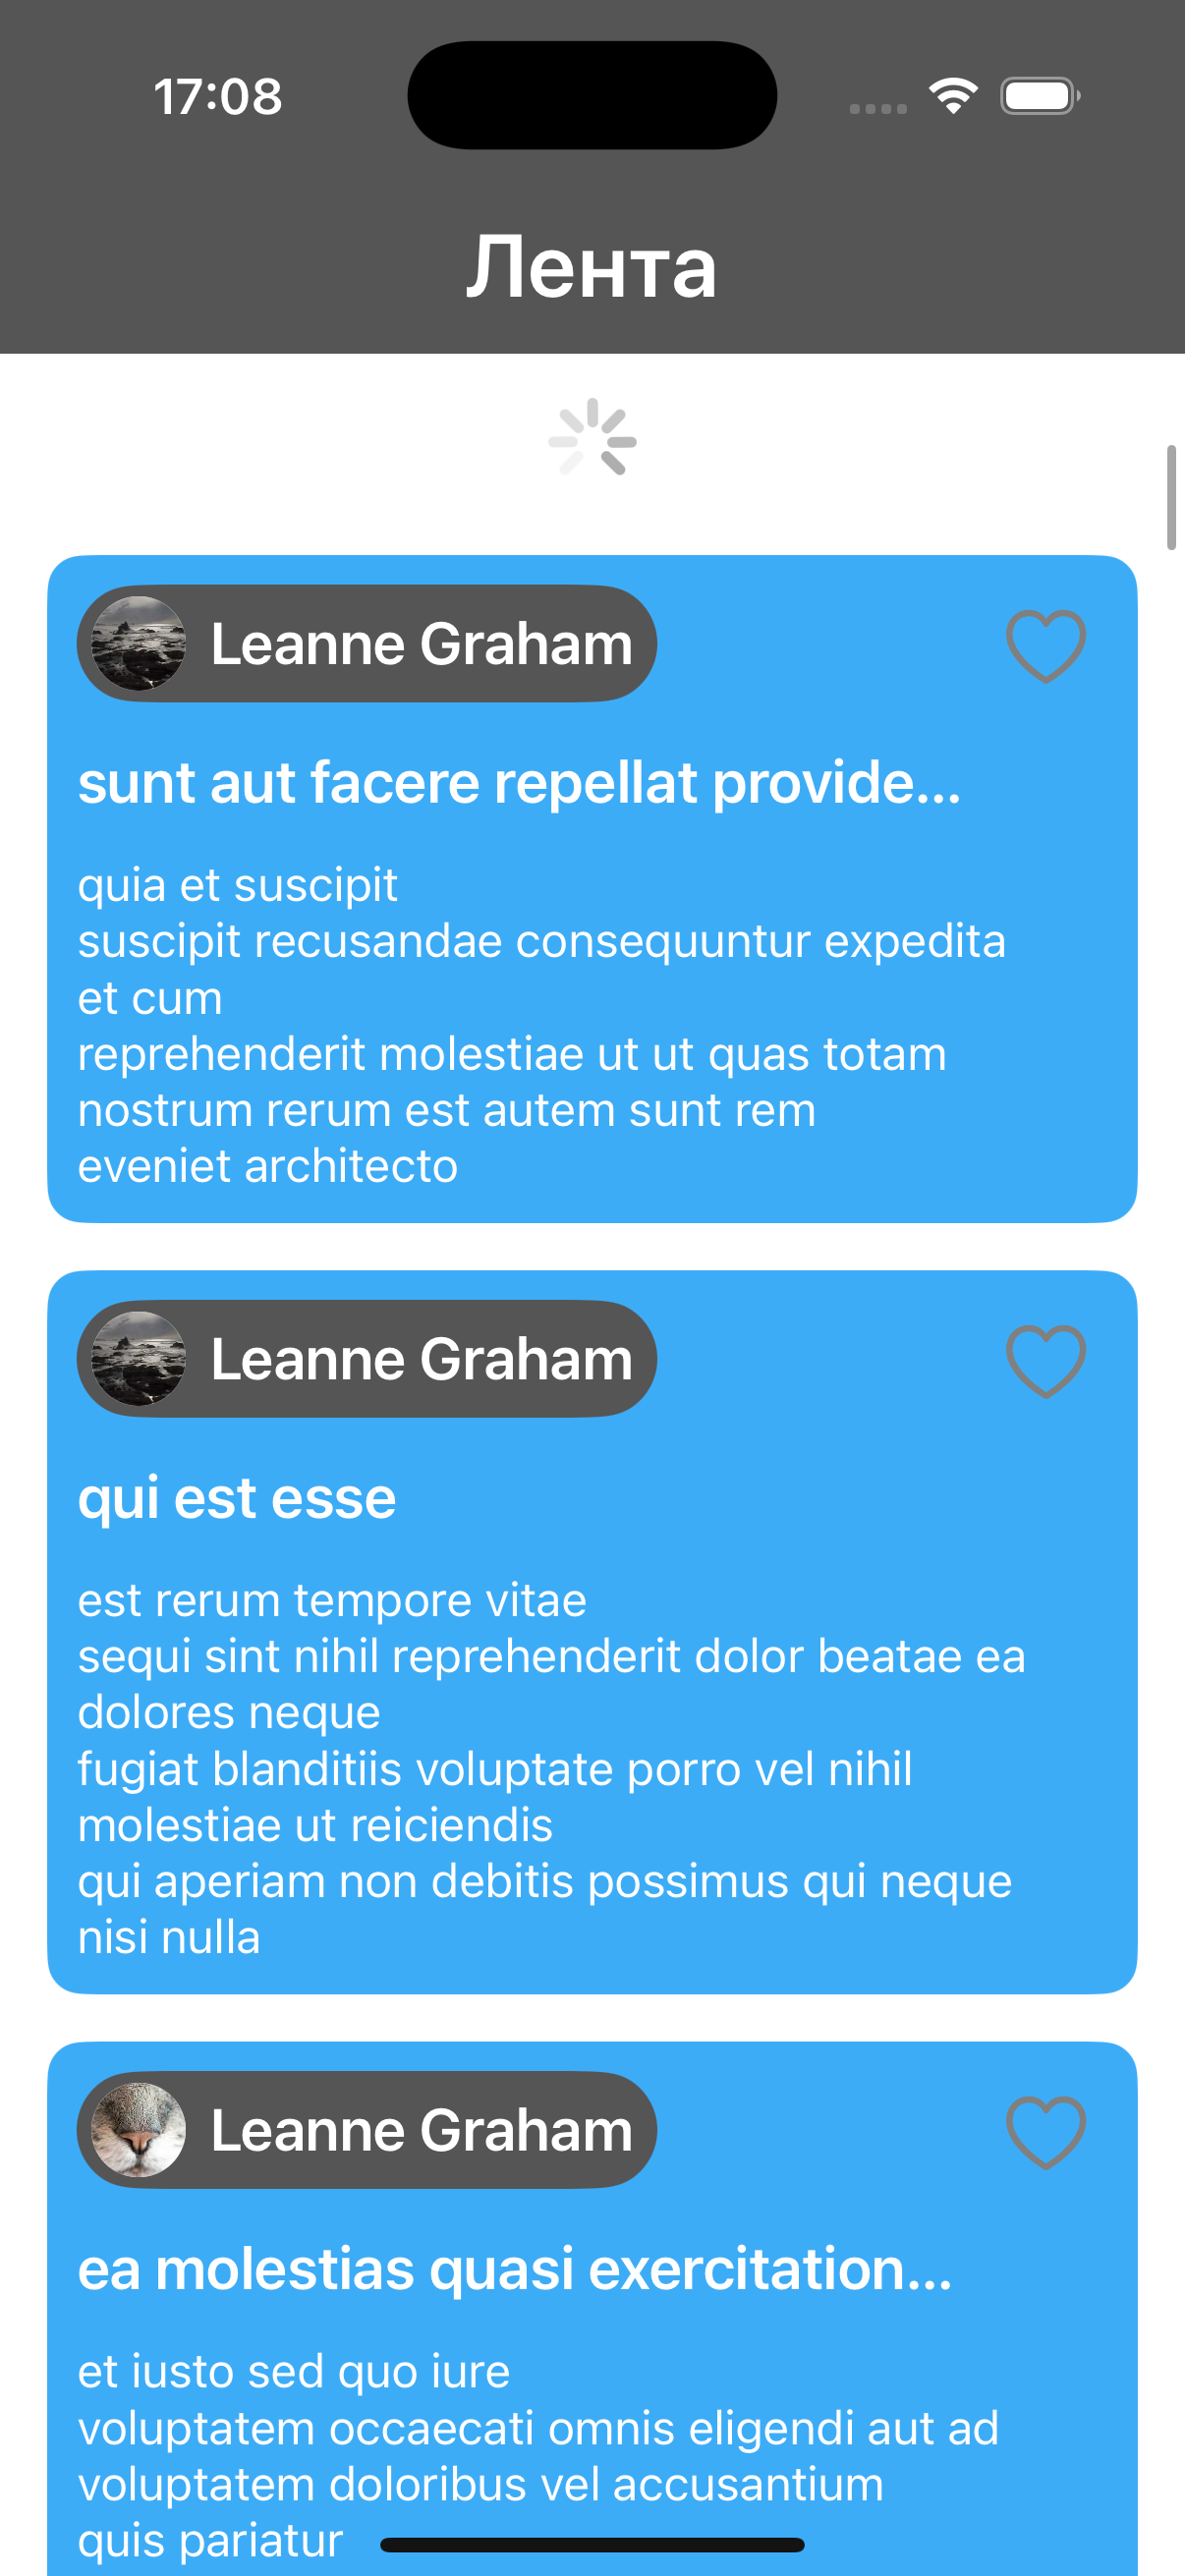 17:08
Лента
Leanne Graham
sunt aut facere repellat provide...
quia et suscipit
suscipit recusandae consequuntur expedita
et cum
reprehenderit molestiae ut ut quas totam
nostrum rerum est autem sunt rem
eveniet architecto
Leanne Graham
qui est esse
est rerum tempore vitae
sequi sint nihil reprehenderit dolor beatae ea
dolores neque
fugiat blanditiis voluptate porro vel nihil
molestiae ut reiciendis
qui aperiam non debitis possimus qui neque
nisi nulla
Leanne Graham
ea molestias quasi exercitation...
et iusto sed quo iure
voluptatem occaecati omnis eligendi aut ad
voluptatem doloribus vel accusantium
quis pariatur